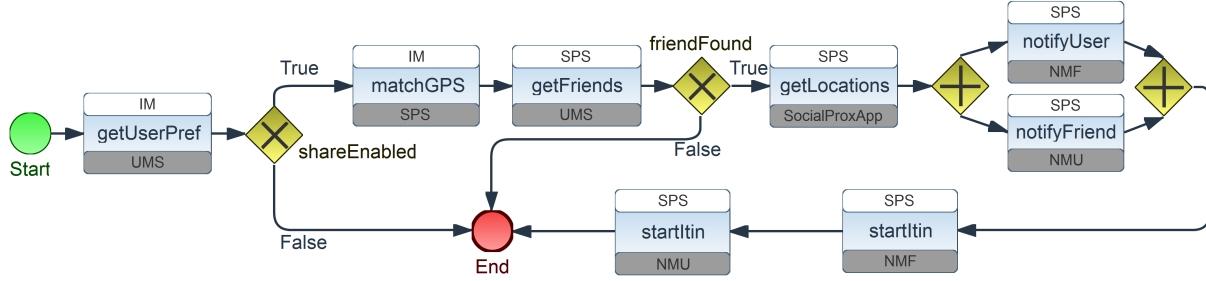 Start
IM
getUserPref
UMS
shareEnabled
True
False
IM
matchGPS
SPS
SPS
getFriends
UMS
friendFound
True
False
SPS
getLocations
SocialProxApp
SPS
notifyUser
NMF
SPS
notifyFriend
NMU
SPS
startItin
NMF
SPS
startItin
NMU
End